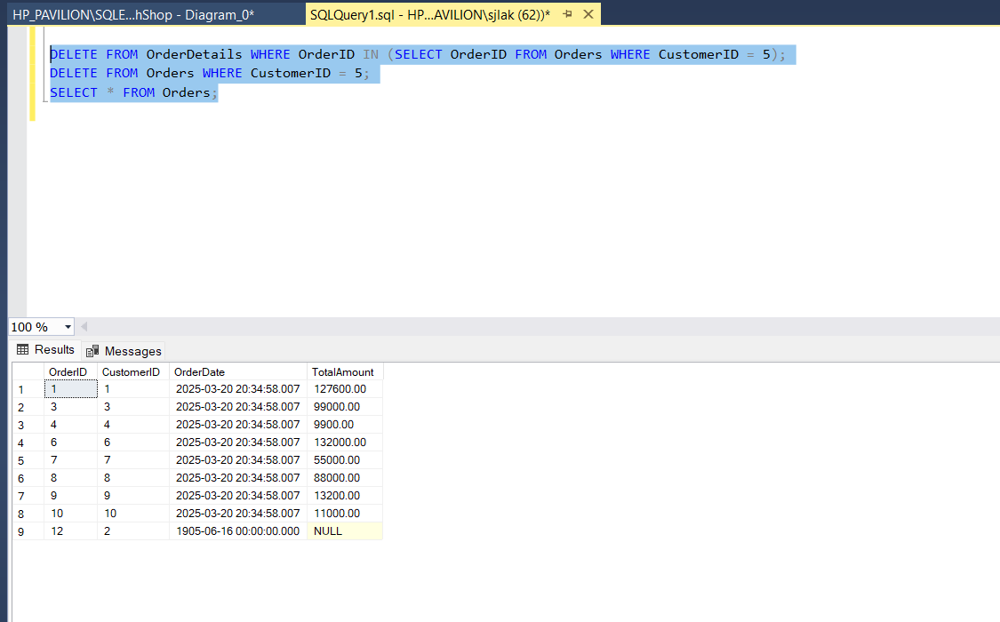 HP_PAVILION\SQLE...hShop - Diagram_0* SQLQuery1.sql - HP...AVILION\sjlak (62))*
DELETE FROM OrderDetails WHERE OrderID IN (SELECT OrderID FROM Orders WHERE CustomerID = 5);
DELETE FROM Orders WHERE CustomerID = 5;
SELECT * FROM Orders;
100 %
Results Messages
OrderID CustomerID OrderDate TotalAmount
1 1 1 2025-03-20 20:34:58.007 127600.00
2 3 3 2025-03-20 20:34:58.007 99000.00
3 4 4 2025-03-20 20:34:58.007 9900.00
4 6 6 2025-03-20 20:34:58.007 132000.00
5 7 7 2025-03-20 20:34:58.007 55000.00
6 8 8 2025-03-20 20:34:58.007 88000.00
7 9 9 2025-03-20 20:34:58.007 13200.00
8 10 10 2025-03-20 20:34:58.007 11000.00
9 12 2 1905-06-16 00:00:00.000 NULL